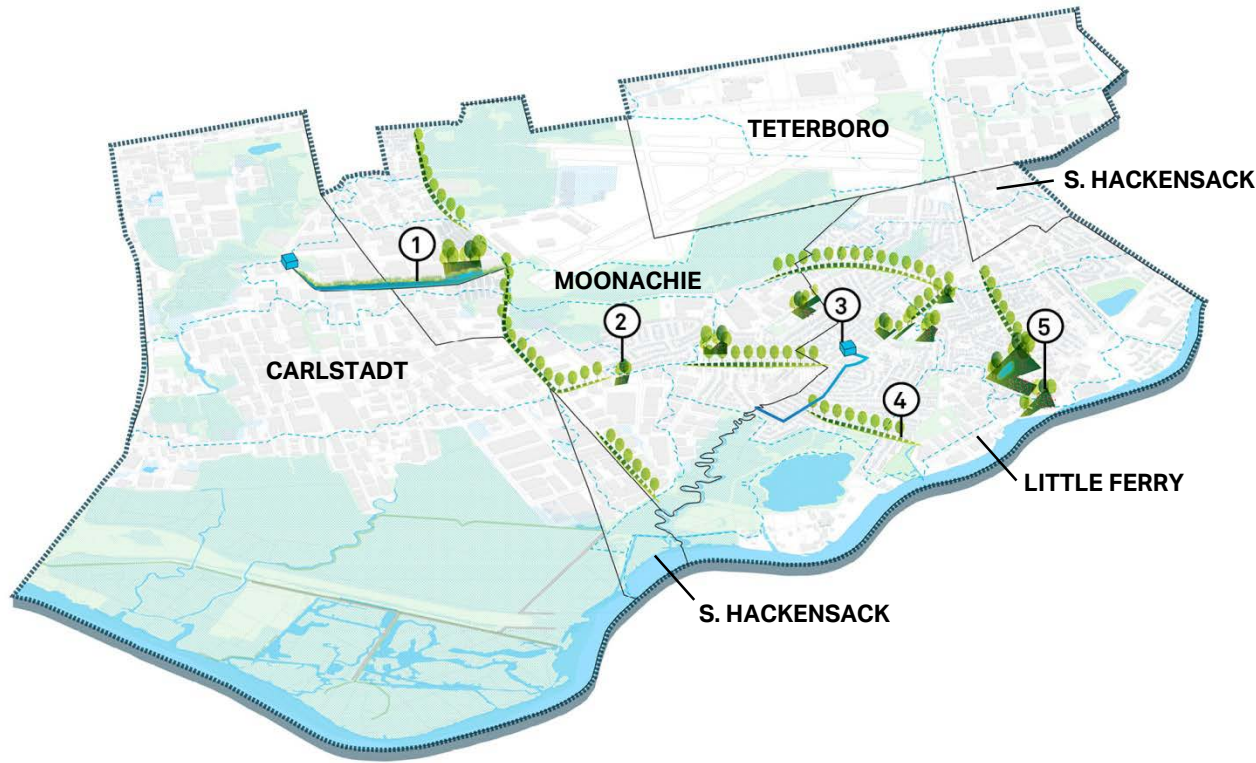 TETERBORO
S. HACKENSACK
1
MOONACHIE
2
3
5
CARLSTADT
4
LITTLE FERRY
S. HACKENSACK